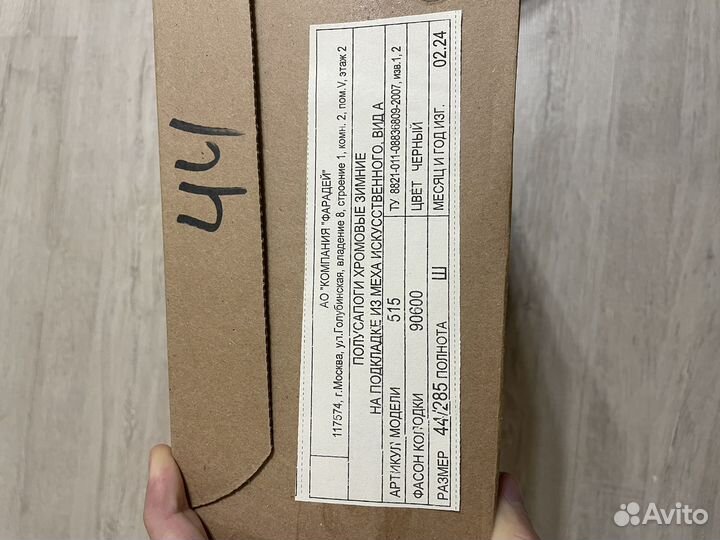 44
АО "КОМПАНИЯ "ФАРАДЕЙ"
117574, г.Москва, ул.Голубинская, владение 8, строение 1, комн. 2, пом.V, этаж 2
ПОЛУСАПОГИ ХРОМОВЫЕ ЗИМНИЕ
НА ПОДКЛАДКЕ ИЗ МЕХА ИСКУССТВЕННОГО, ВИД А
АРТИКУЛ МОДЕЛИ 515 ТУ 8821-011-08836809-2007, изв.1, 2
ФАСОН КОЛОДКИ 90600 ЦВЕТ ЧЕРНЫЙ
РАЗМЕР 44/285 ПОЛНОТА Ш МЕСЯЦ И ГОД ИЗГ. 02.24
Avito